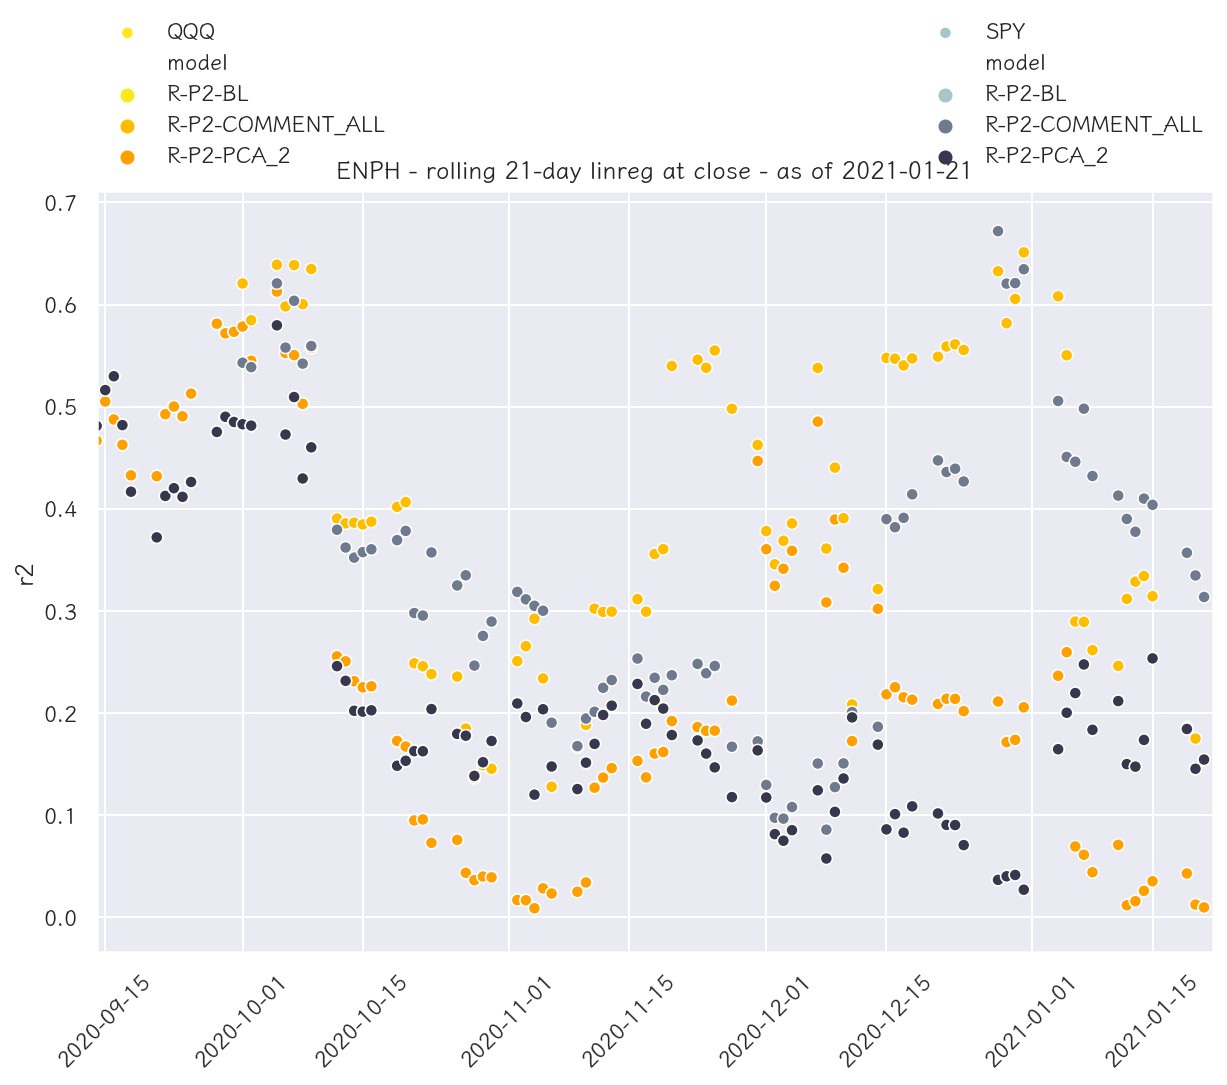 QQQ
model
R-P2-BL
R-P2-COMMENT_ALL
R-P2-PCA_2
SPY
model
R-P2-BL
R-P2-COMMENT_ALL
R-P2-PCA_2
ENPH - rolling 21-day linreg at close - as of 2021-01-21
0.7
0.6
0.5
0.4
0.3
0.2
0.1
0.0
r2
2020-09-15
2020-10-01
2020-10-15
2020-11-01
2020-11-15
2020-12-01
2020-12-15
2021-01-01
2021-01-15